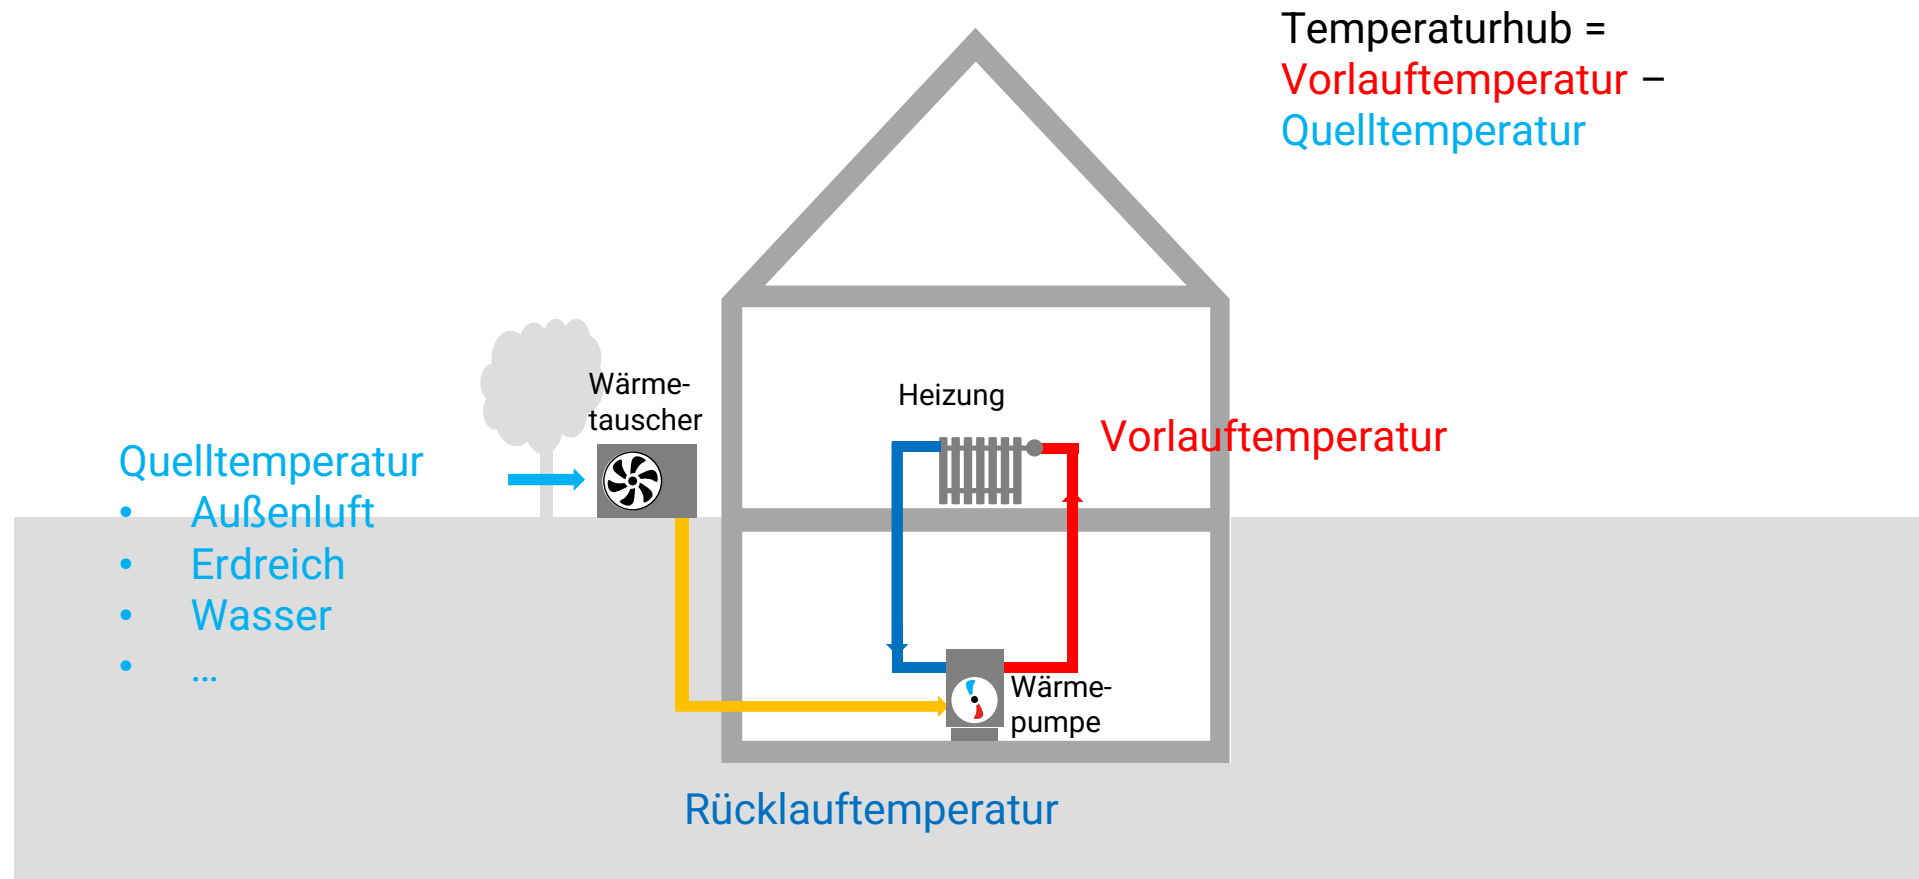 Temperaturhub =
Vorlauftemperatur –
Quelltemperatur
Wärme-
tauscher
Heizung
Vorlauftemperatur
Quelltemperatur
• Außenluft
• Erdreich
• Wasser
• ...
Wärme-
pumpe
Rücklauftemperatur